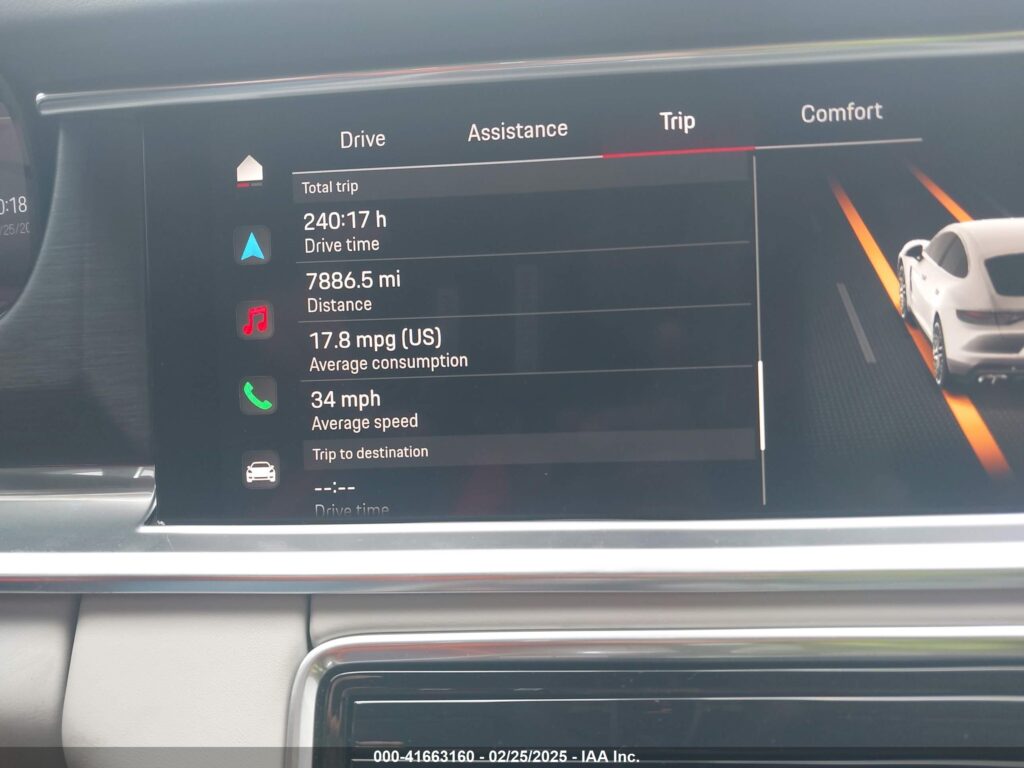 Drive Assistance Trip Comfort
Total trip
240:17 h
Drive time
7886.5 mi
Distance
17.8 mpg (US)
Average consumption
34 mph
Average speed
Trip to destination
--:--
Drive time
0:18
/25/20
000-41663160 - 02/25/2025 - IAA Inc.